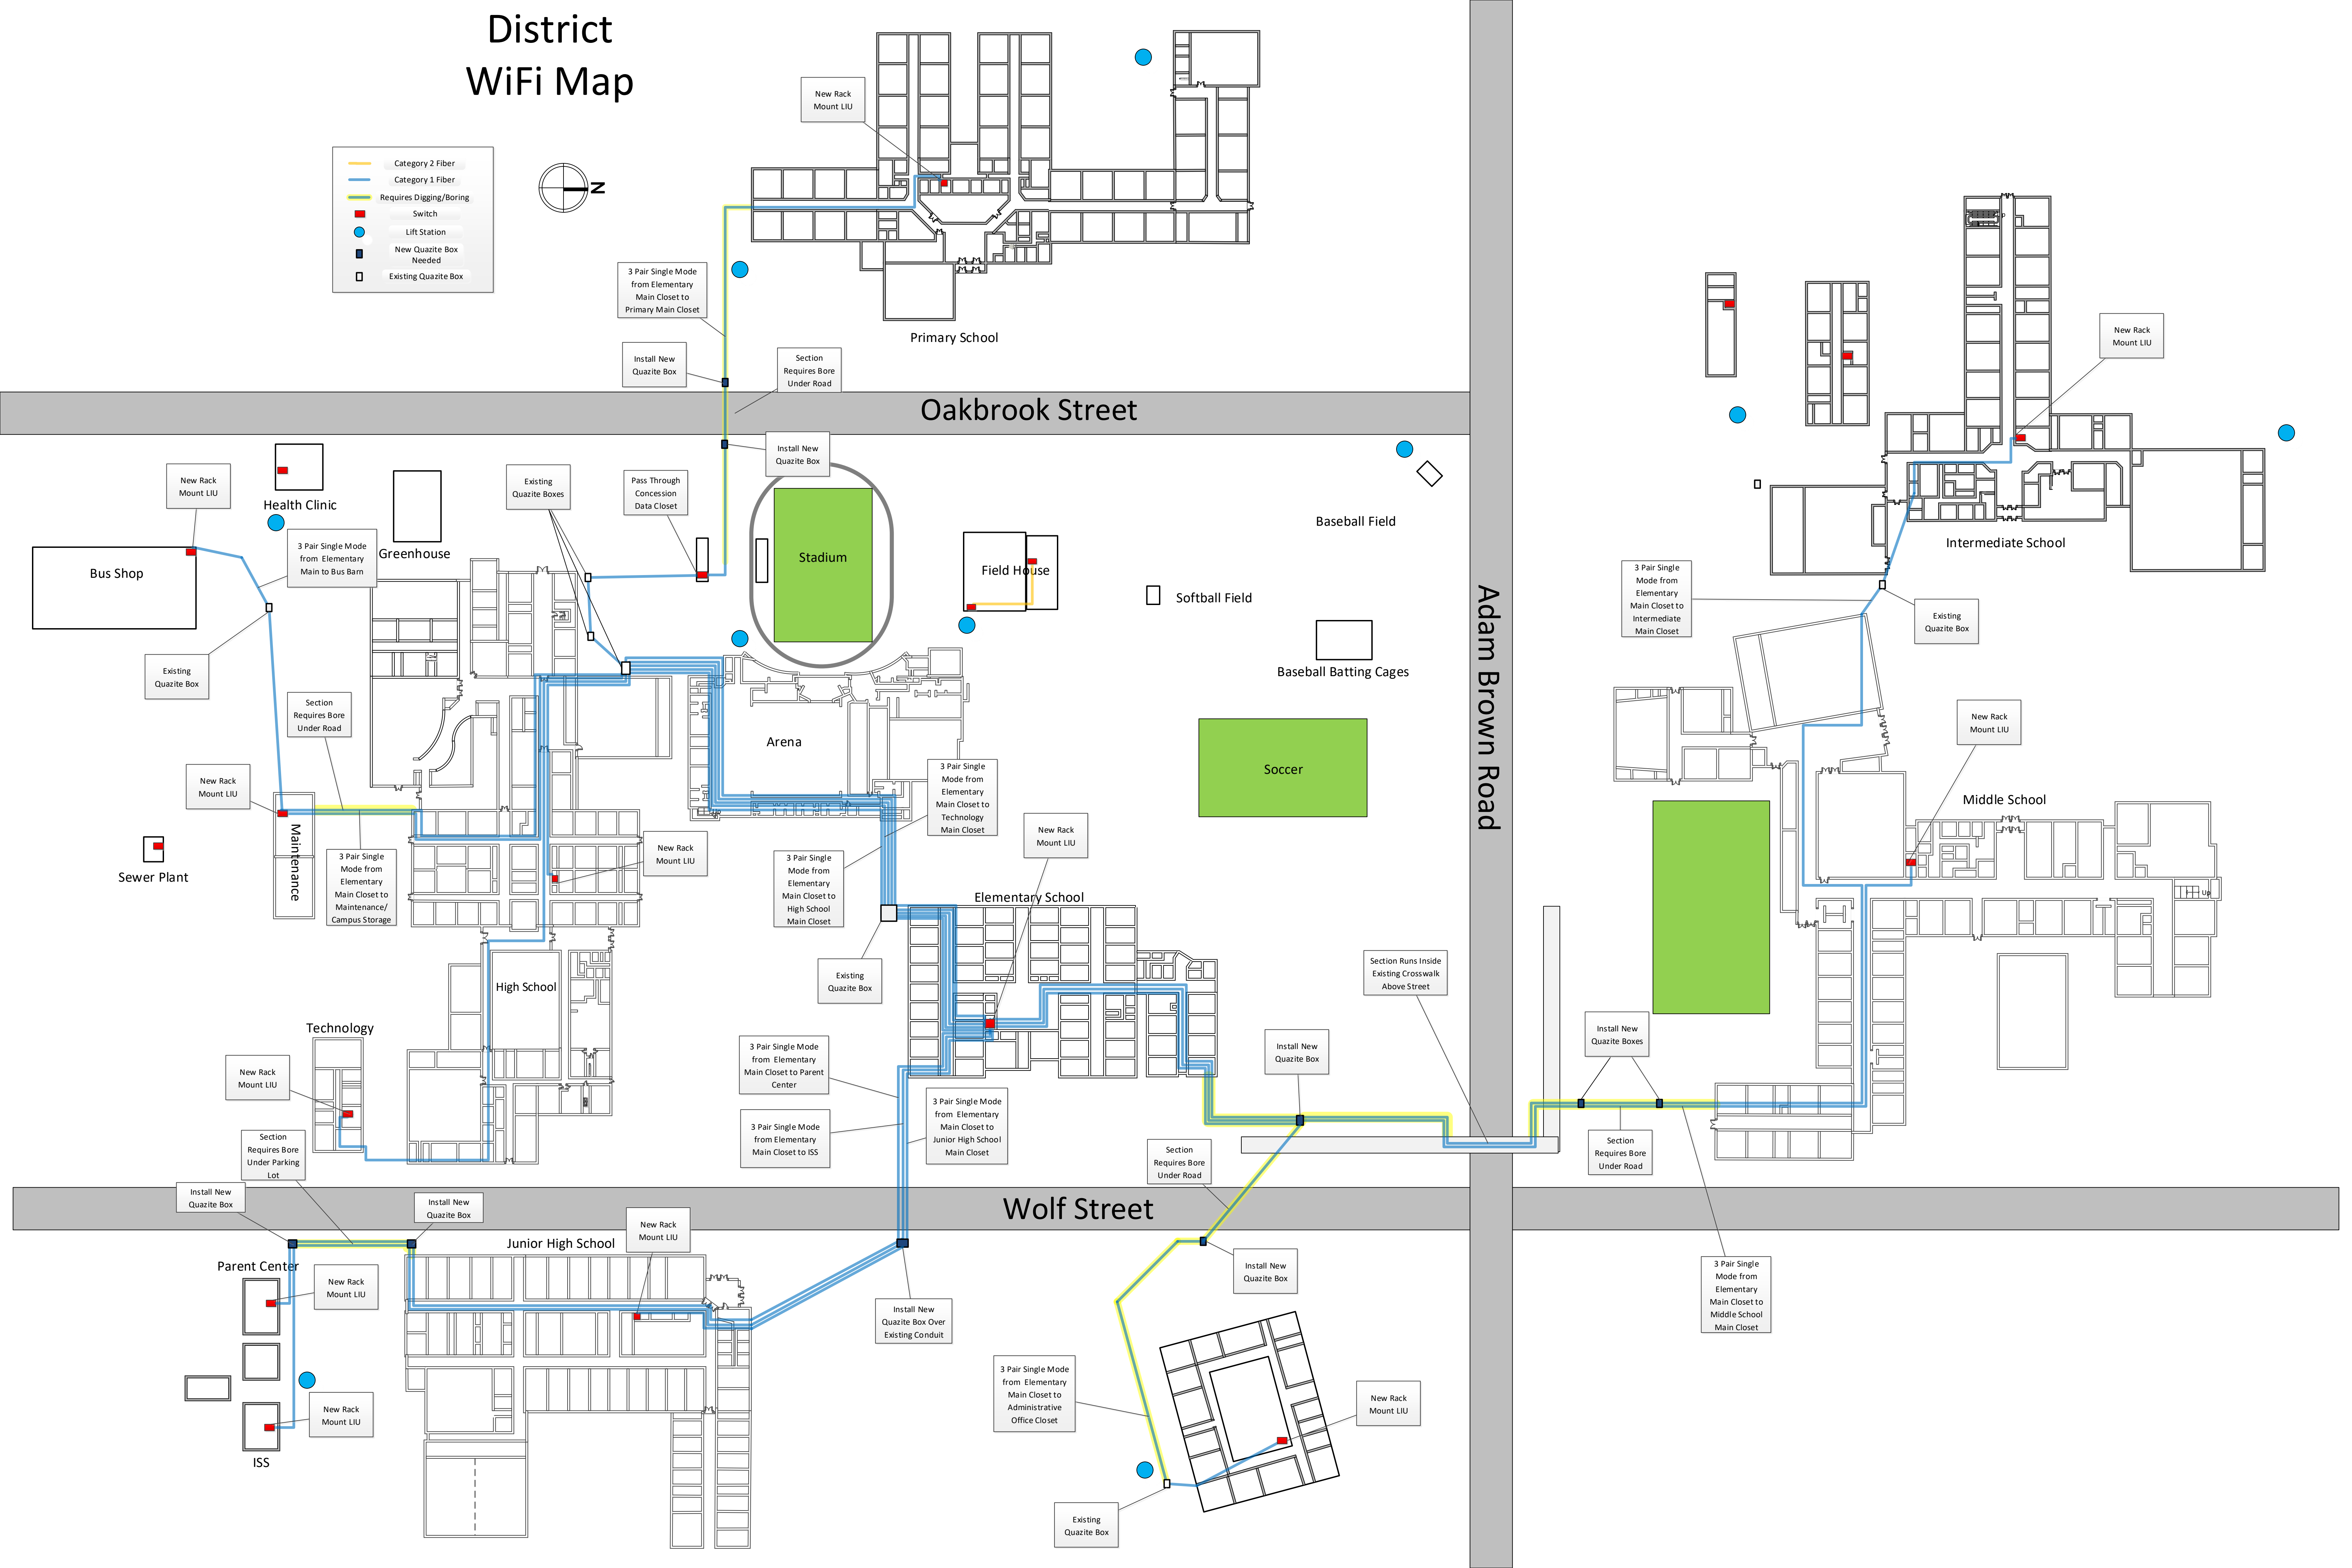 District
WiFi Map
Category 2 Fiber
Category 1 Fiber
Requires Digging/Boring
Switch
Lift Station
New Quazite Box
Needed
Existing Quazite Box
N
New Rack
Mount LIU
3 Pair Single Mode
from Elementary
Main Closet to
Primary Main Closet
Primary School
Install New
Quazite Box
Section
Requires Bore
Under Road
Oakbrook Street
Install New
Quazite Box
New Rack
Mount LIU
Health Clinic
Greenhouse
Existing
Quazite Boxes
Pass Through
Concession
Data Closet
Stadium
Field House
Baseball Field
Softball Field
Baseball Batting Cages
Bus Shop
3 Pair Single Mode
from Elementary
Main to Bus Barn
Existing
Quazite Box
Section
Requires Bore
Under Road
New Rack
Mount LIU
Maintenance
Sewer Plant
3 Pair Single
Mode from
Elementary
Main Closet to
Maintenance/
Campus Storage
New Rack
Mount LIU
Arena
3 Pair Single
Mode from
Elementary
Main Closet to
Technology
Main Closet
3 Pair Single
Mode from
Elementary
Main Closet to
High School
Main Closet
New Rack
Mount LIU
Soccer
Elementary School
Existing
Quazite Box
High School
Technology
New Rack
Mount LIU
3 Pair Single Mode
from Elementary
Main Closet to Parent
Center
3 Pair Single Mode
from Elementary
Main Closet to ISS
3 Pair Single Mode
from Elementary
Main Closet to
Junior High School
Main Closet
Install New
Quazite Box
Section Runs Inside
Existing Crosswalk
Above Street
Adam Brown Road
New Rack
Mount LIU
Intermediate School
3 Pair Single
Mode from
Elementary
Main Closet to
Intermediate
Main Closet
Existing
Quazite Box
New Rack
Mount LIU
Middle School
Up
Install New
Quazite Boxes
Section
Requires Bore
Under Road
3 Pair Single
Mode from
Elementary
Main Closet to
Middle School
Main Closet
Section
Requires Bore
Under Parking
Lot
Install New
Quazite Box
Install New
Quazite Box
Wolf Street
Section
Requires Bore
Under Road
Junior High School
New Rack
Mount LIU
Parent Center
New Rack
Mount LIU
New Rack
Mount LIU
ISS
Install New
Quazite Box Over
Existing Conduit
Install New
Quazite Box
3 Pair Single Mode
from Elementary
Main Closet to
Administrative
Office Closet
New Rack
Mount LIU
Existing
Quazite Box